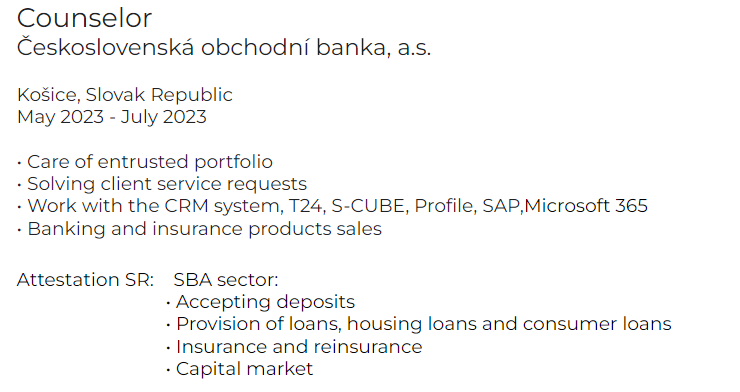 Counselor
Československá obchodní banka, a.s.
Košice, Slovak Republic
May 2023 - July 2023
• Care of entrusted portfolio
• Solving client service requests
• Work with the CRM system, T24, S-CUBE, Profile, SAP,Microsoft 365
• Banking and insurance products sales
Attestation SR: SBA sector:
• Accepting deposits
• Provision of loans, housing loans and consumer loans
• Insurance and reinsurance
• Capital market